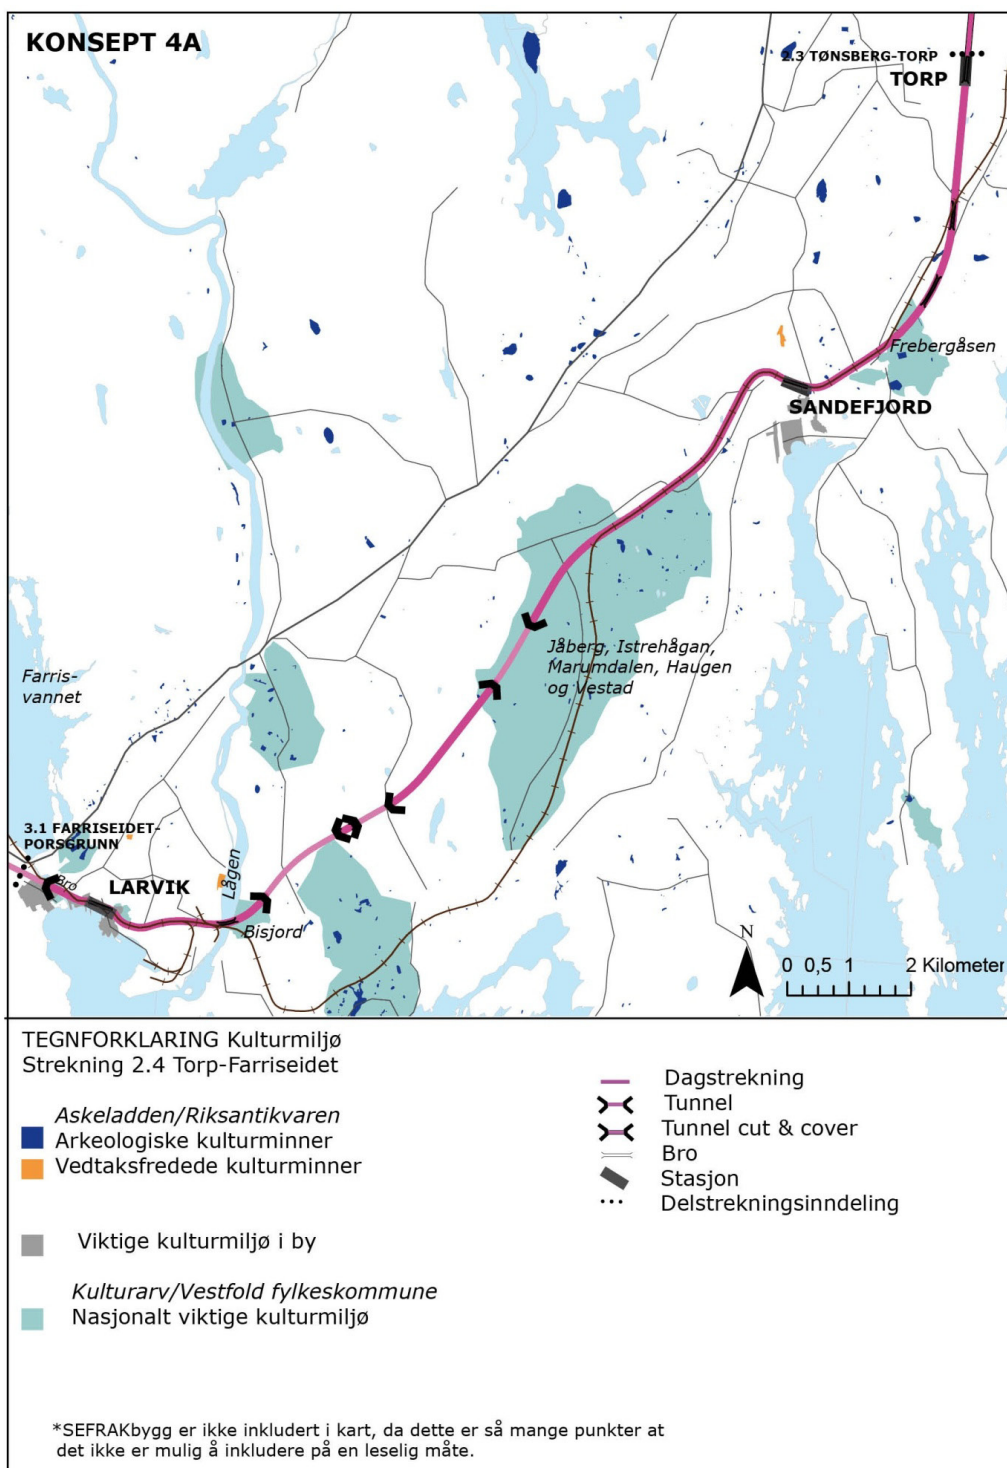 KONSEPT 4A
2.3 TØNSBERG-TORP
TORP
Frebergåsen
SANDEFJORD
Jåberg, Istrehågan,
Marumdalen, Haugen
og Vestad
Farris-
vannet
3.1 FARRISEIDET-
PORSGRUNN
Bro
LARVIK
Lågen
Bisjord
N
0 0,5 1 2 Kilometer
TEGNFORKLARING Kulturmiljø
Strekning 2.4 Torp-Farriseidet
Askeladden/Riksantikvaren
Arkeologiske kulturminner
Vedtaksfredede kulturminner
Viktige kulturmiljø i by
Kulturarv/Vestfold fylkeskommune
Nasjonalt viktige kulturmiljø
Dagstrekning
Tunnel
Tunnel cut & cover
Bro
Stasjon
Delstrekningsinndeling
*SEFRAKbygg er ikke inkludert i kart, da dette er så mange punkter at
det ikke er mulig å inkludere på en leselig måte.